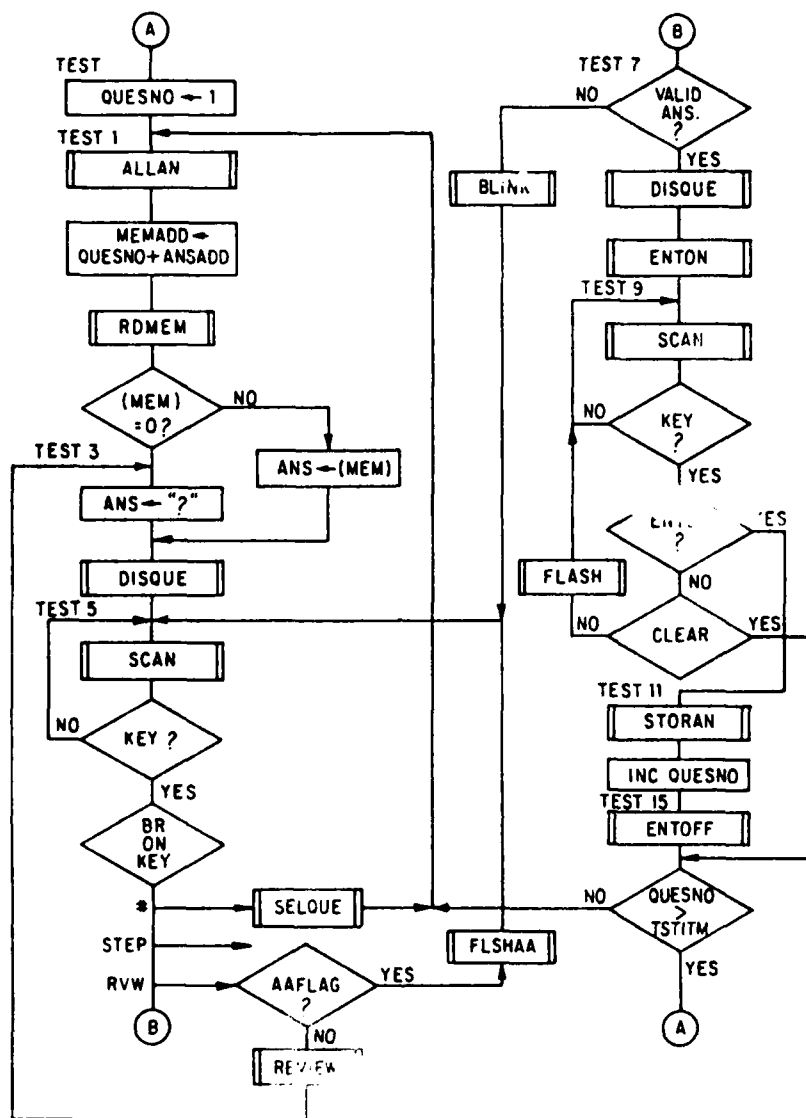 A
TEST
QUESNO ← 1
TEST 1
ALLAN
MEMADD←
QUESNO+ANSADD
RDMEM
(MEM)
=0?
NO
TEST 3
ANS←(MEM)
ANS←"?"
DISQUE
TEST 5
SCAN
NO
KEY ?
YES
BR
ON
KEY
*
SELQUE
STEP
RVW
AAFLAG
?
YES
NO
REVIEW
B
FLSHAA
BLINK
B
TEST 7
NO
VALID
ANS.
?
YES
DISQUE
ENTON
TEST 9
SCAN
NO
KEY
?
YES
?
YES
NO
FLASH
NO
CLEAR
YES
TEST 11
STORAN
INC QUESNO
TEST 15
ENTOFF
NO
QUESNO
>
TSTITM
YES
A